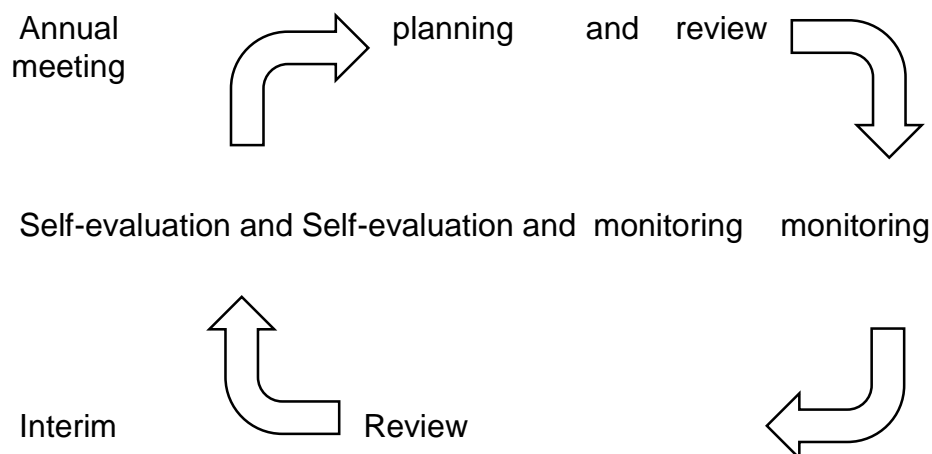 Annual planning and review
meeting
Self-evaluation and Self-evaluation and monitoring monitoring
Interim Review